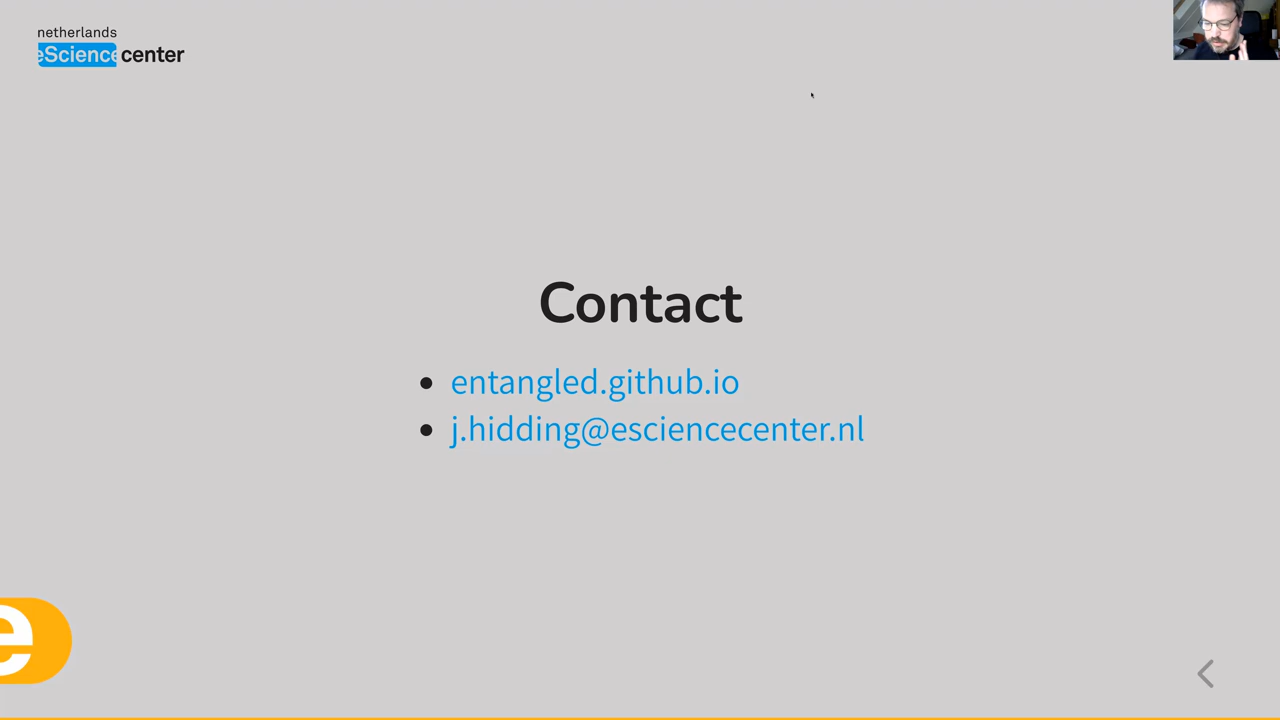 netherlands
eScience center
Contact
entangled.github.io
j.hidding@esciencecenter.nl
e